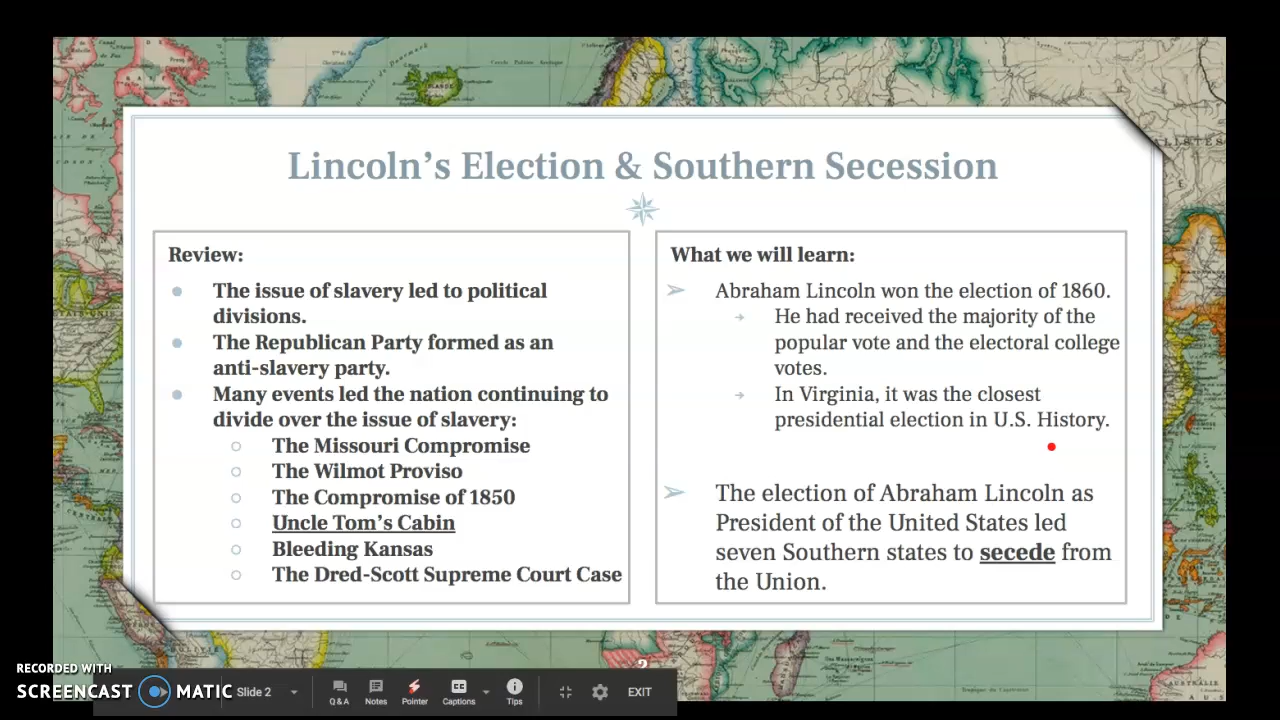 Lincoln's Election & Southern Secession
Review:
The issue of slavery led to political
divisions.
The Republican Party formed as an
anti-slavery party.
Many events led the nation continuing to
divide over the issue of slavery:
The Missouri Compromise
The Wilmot Proviso
The Compromise of 1850
Uncle Tom's Cabin
Bleeding Kansas
The Dred-Scott Supreme Court Case
What we will learn:
Abraham Lincoln won the election of 1860.
He had received the majority of the
popular vote and the electoral college
votes.
In Virginia, it was the closest
presidential election in U.S. History.
The election of Abraham Lincoln as
President of the United States led
seven Southern states to secede from
the Union.
RECORDED WITH
SCREENCAST MATIC
Slide 2
Q & A
Notes
Pointer
Captions
Tips
EXIT